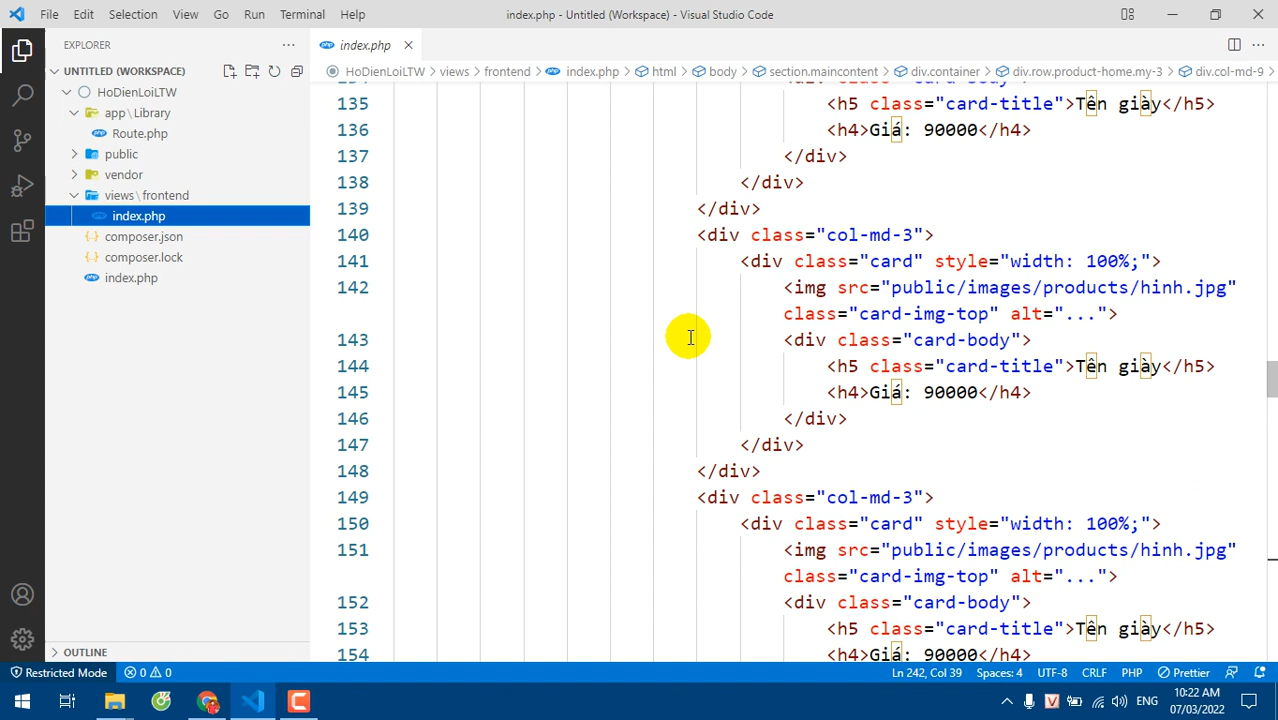 File Edit Selection View Go Run Terminal Help index.php - Untitled (Workspace) - Visual Studio Code
EXPLORER
index.php
UNTITLED (WORKSPACE)
HoDienLoiLTW
app\Library
Route.php
public
vendor
views\frontend
index.php
composer.json
composer.lock
index.php
OUTLINE
HoDienLoiLTW > views > frontend > index.php > html > body > section.maincontent > div.container > div.row.product-home.my-3 > div.col-md-9 >
135 <h5 class="card-title">Tên giày</h5>
136 <h4>Giá: 90000</h4>
137 </div>
138 </div>
139 </div>
140 <div class="col-md-3">
141 <div class="card" style="width: 100%;">
142 <img src="public/images/products/hinh.jpg"
class="card-img-top" alt="...">
143 <div class="card-body">
144 <h5 class="card-title">Tên giày</h5>
145 <h4>Giá: 90000</h4>
146 </div>
147 </div>
148 </div>
149 <div class="col-md-3">
150 <div class="card" style="width: 100%;">
151 <img src="public/images/products/hinh.jpg"
class="card-img-top" alt="...">
152 <div class="card-body">
153 <h5 class="card-title">Tên giày</h5>
154 <h4>Giá: 90000</h4>
Restricted Mode 0 0 Ln 242, Col 39 Spaces: 4 UTF-8 CRLF PHP Prettier
ENG
10:22 AM
07/03/2022